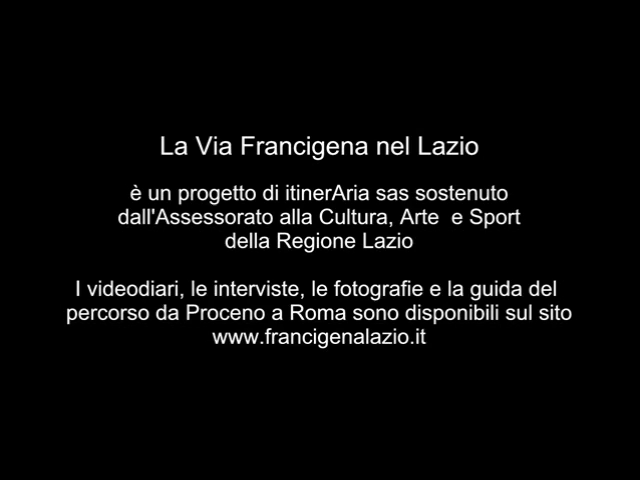 La Via Francigena nel Lazio
è un progetto di itinerAria sas sostenuto
dall'Assessorato alla Cultura, Arte  e Sport
della Regione Lazio
I videodiari, le interviste, le fotografie e la guida del
percorso da Proceno a Roma sono disponibili sul sito
www.francigenalazio.it